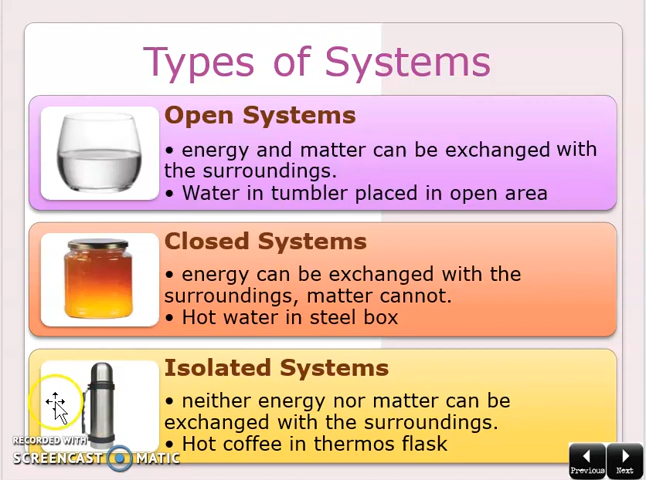 Types of Systems
Open Systems
• energy and matter can be exchanged with
the surroundings.
• Water in tumbler placed in open area
Closed Systems
• energy can be exchanged with the
surroundings, matter cannot.
• Hot water in steel box
Isolated Systems
• neither energy nor matter can be
exchanged with the surroundings.
• Hot coffee in thermos flask
RECORDED WITH
SCREENCAST MATIC
Previous Next